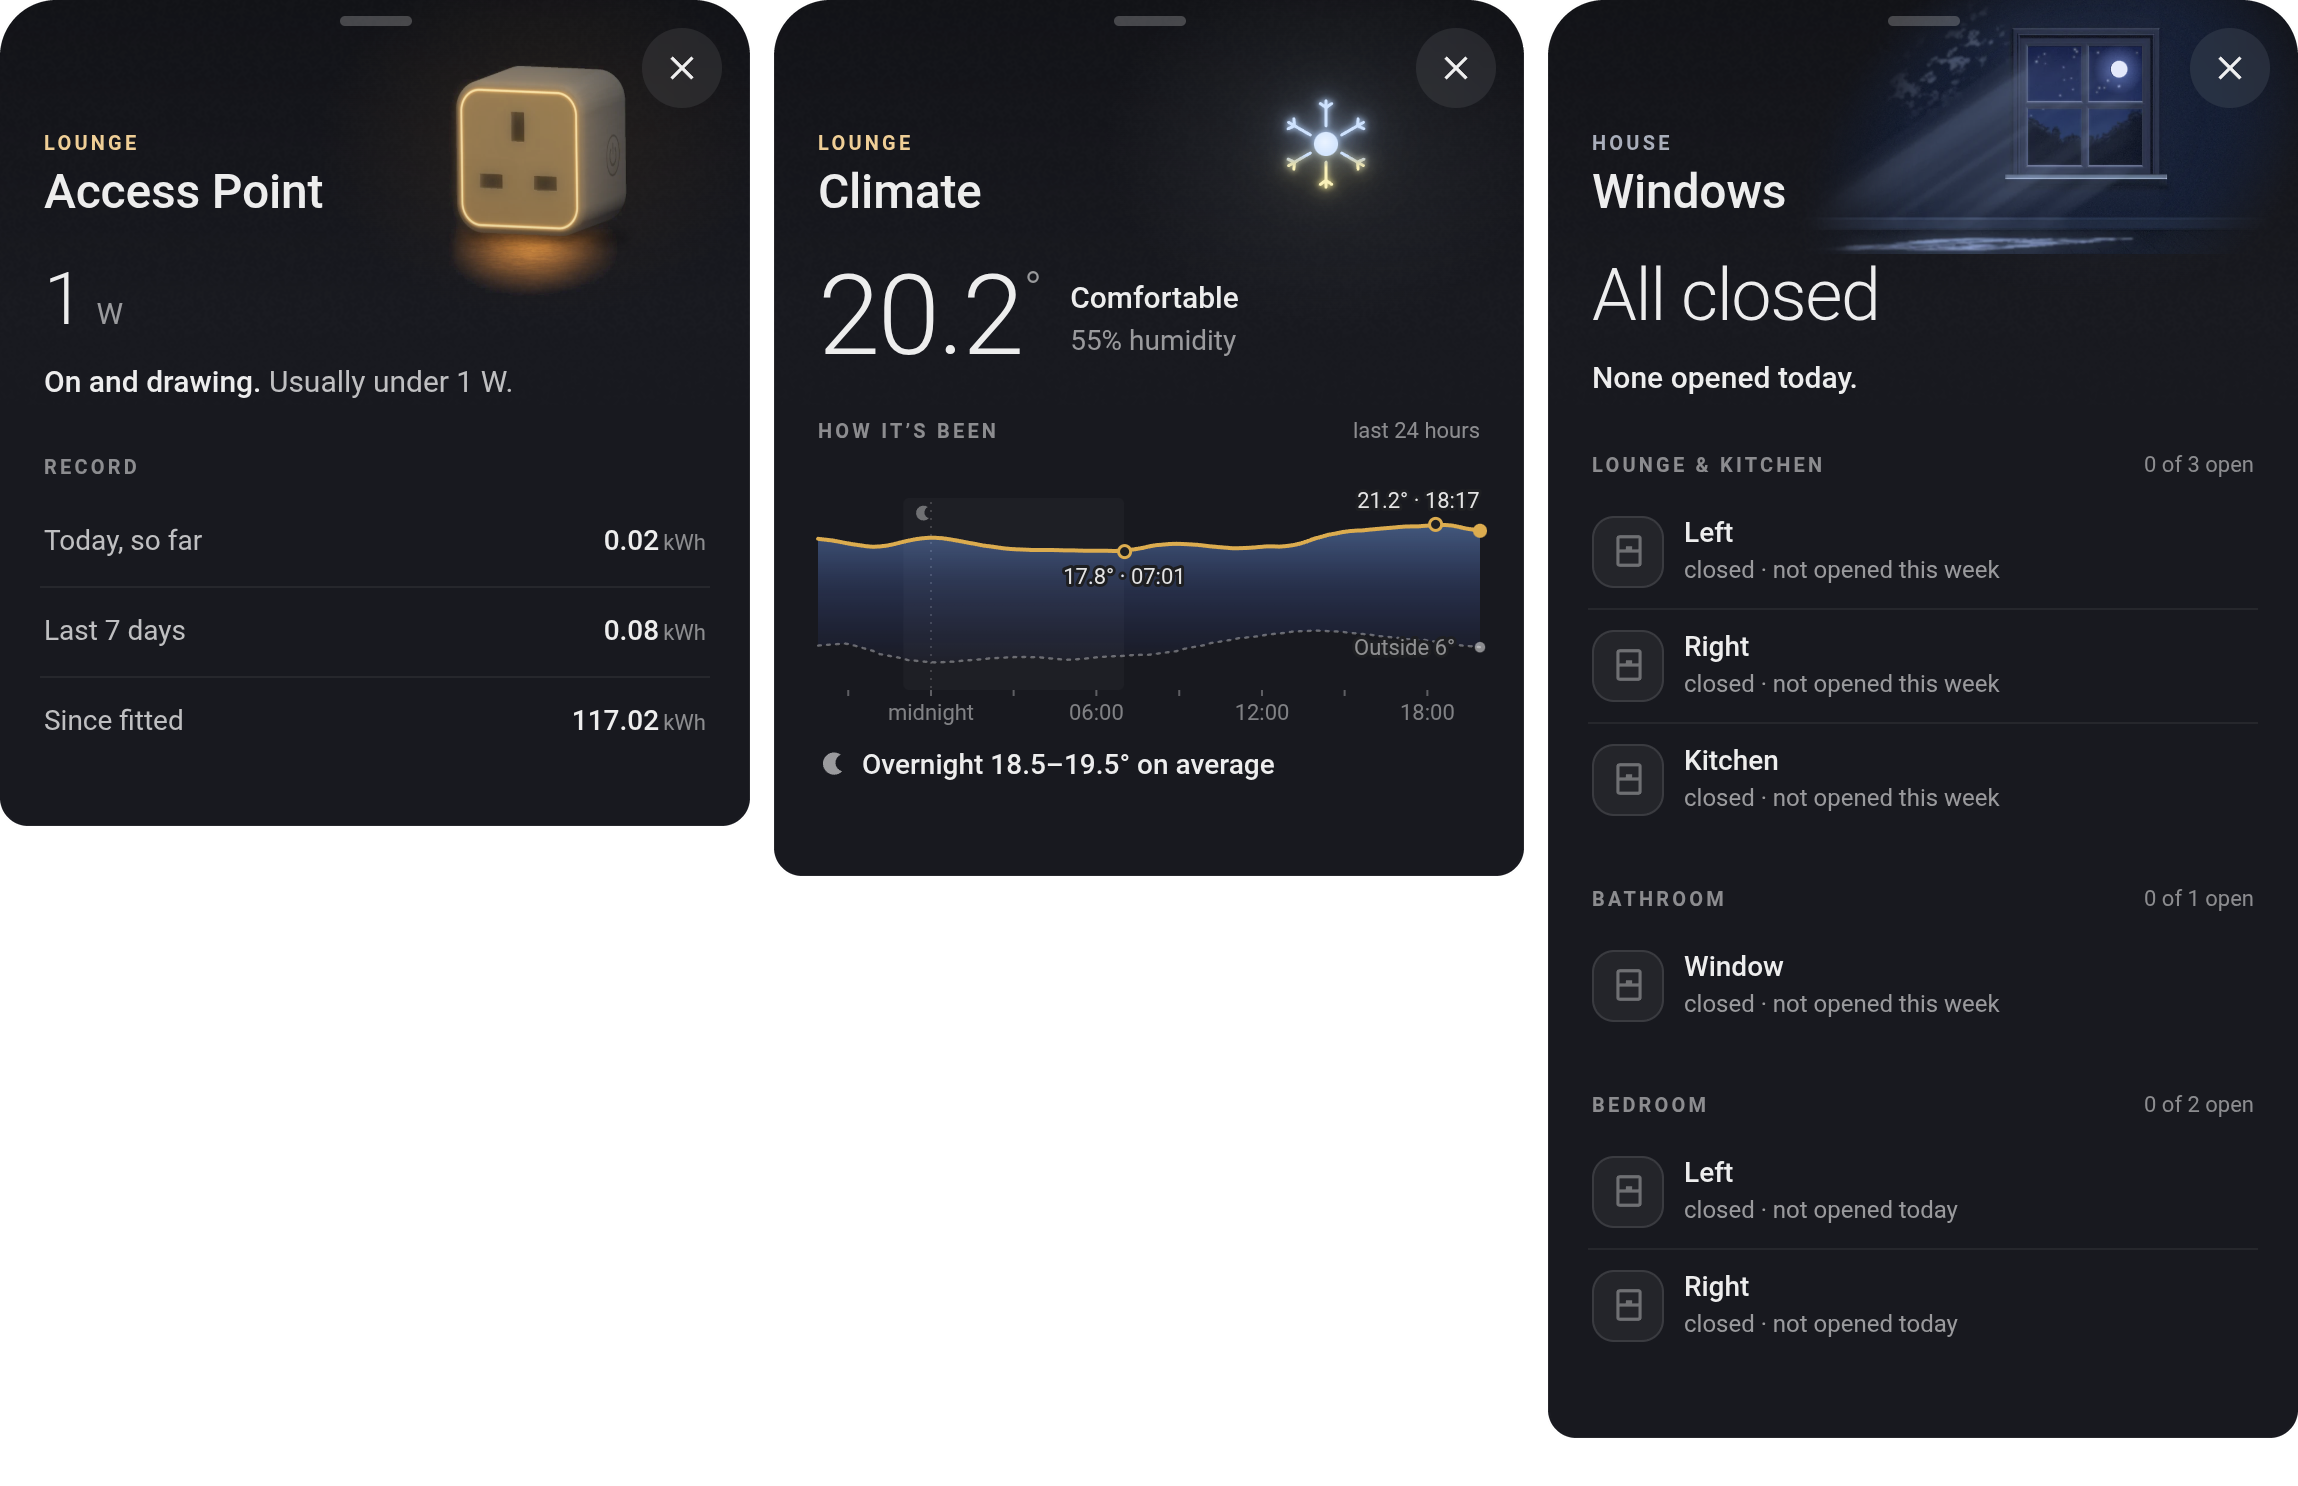 LOUNGE
Access Point
1 W
On and drawing. Usually under 1 W.
RECORD
Today, so far 0.02 kWh
Last 7 days 0.08 kWh
Since fitted 117.02 kWh
LOUNGE
Climate
20.2°
Comfortable
55% humidity
HOW IT’S BEEN last 24 hours
21.2° · 18:17
17.8° · 07:01
Outside 6°
midnight 06:00 12:00 18:00
Overnight 18.5–19.5° on average
HOUSE
Windows
All closed
None opened today.
LOUNGE & KITCHEN 0 of 3 open
Left
closed · not opened this week
Right
closed · not opened this week
Kitchen
closed · not opened this week
BATHROOM 0 of 1 open
Window
closed · not opened this week
BEDROOM 0 of 2 open
Left
closed · not opened today
Right
closed · not opened today